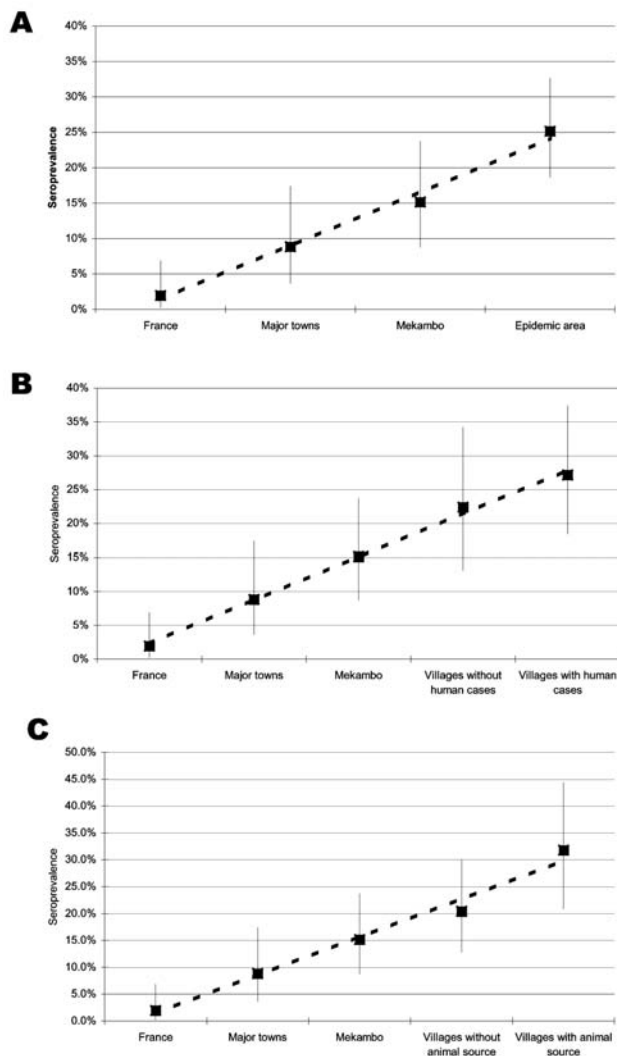 A
40%
35%
30%
25%
20%
15%
10%
5%
0%
Seroprevalence
France
Major towns
Mekambo
Epidemic area
B
40%
35%
30%
25%
20%
15%
10%
5%
0%
Seroprevalence
France
Major towns
Mekambo
Villages without
human cases
Villages with human
cases
C
50.0%
45.0%
40.0%
35.0%
30.0%
25.0%
20.0%
15.0%
10.0%
5.0%
0.0%
Seroprevalence
France
Major towns
Mekambo
Villages without
animal source
Villages with animal
source